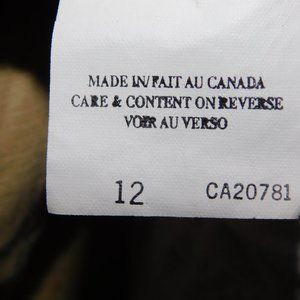 MADE IN/FAIT AU CANADA
CARE & CONTENT ON REVERSE
VOIR AU VERSO
12 CA20781